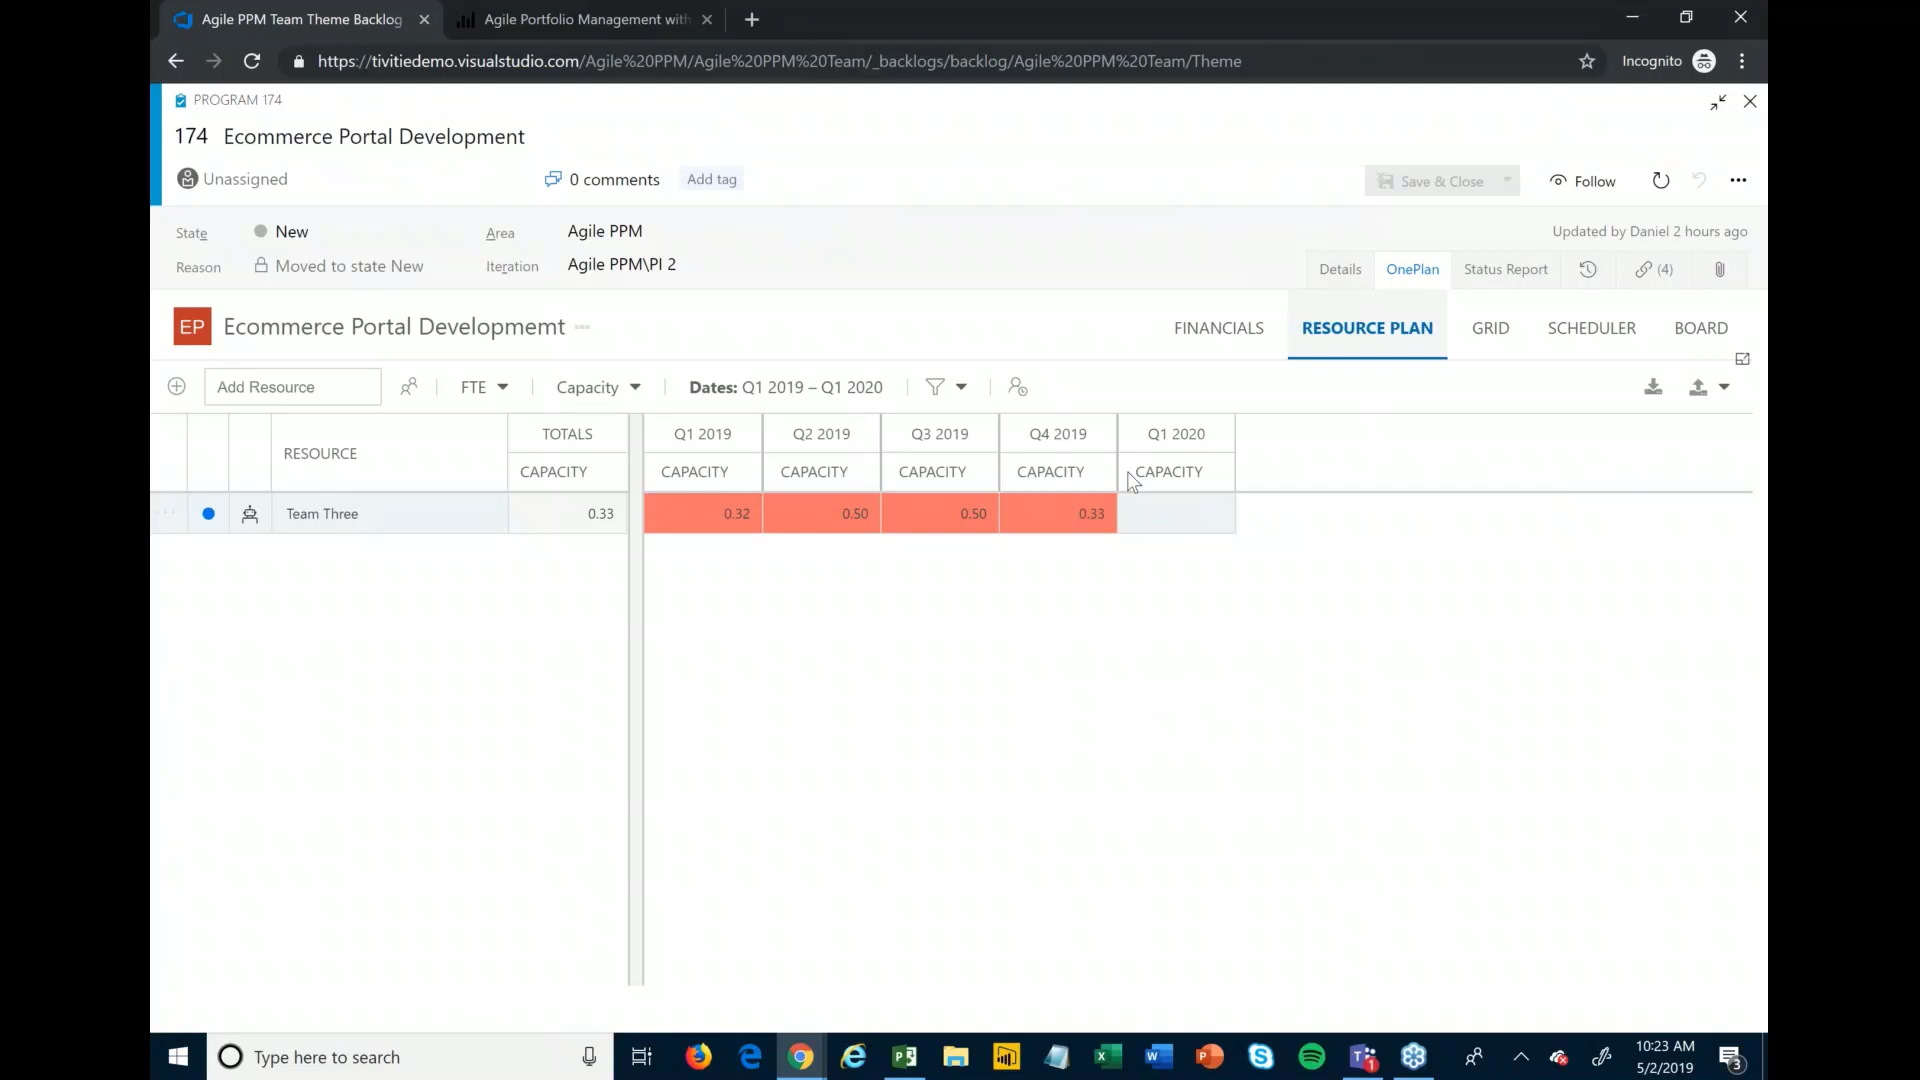 Agile PPM Team Theme Backlog
Agile Portfolio Management with
https://tivitiedemo.visualstudio.com/Agile%20PPM/Agile%20PPM%20Team/_backlogs/backlog/Agile%20PPM%20Team/Theme
Incognito
PROGRAM 174
174 Ecommerce Portal Development
Unassigned
0 comments
Add tag
Save & Close
Follow
State New
Area Agile PPM
Updated by Daniel 2 hours ago
Reason Moved to state New
Iteration Agile PPM\PI 2
Details OnePlan Status Report (4)
EP Ecommerce Portal Developmemt
FINANCIALS RESOURCE PLAN GRID SCHEDULER BOARD
Add Resource FTE Capacity Dates: Q1 2019 – Q1 2020
RESOURCE
TOTALS Q1 2019 Q2 2019 Q3 2019 Q4 2019 Q1 2020
CAPACITY CAPACITY CAPACITY CAPACITY CAPACITY CAPACITY
Team Three 0.33 0.32 0.50 0.50 0.33
Type here to search
10:23 AM
5/2/2019
3
1